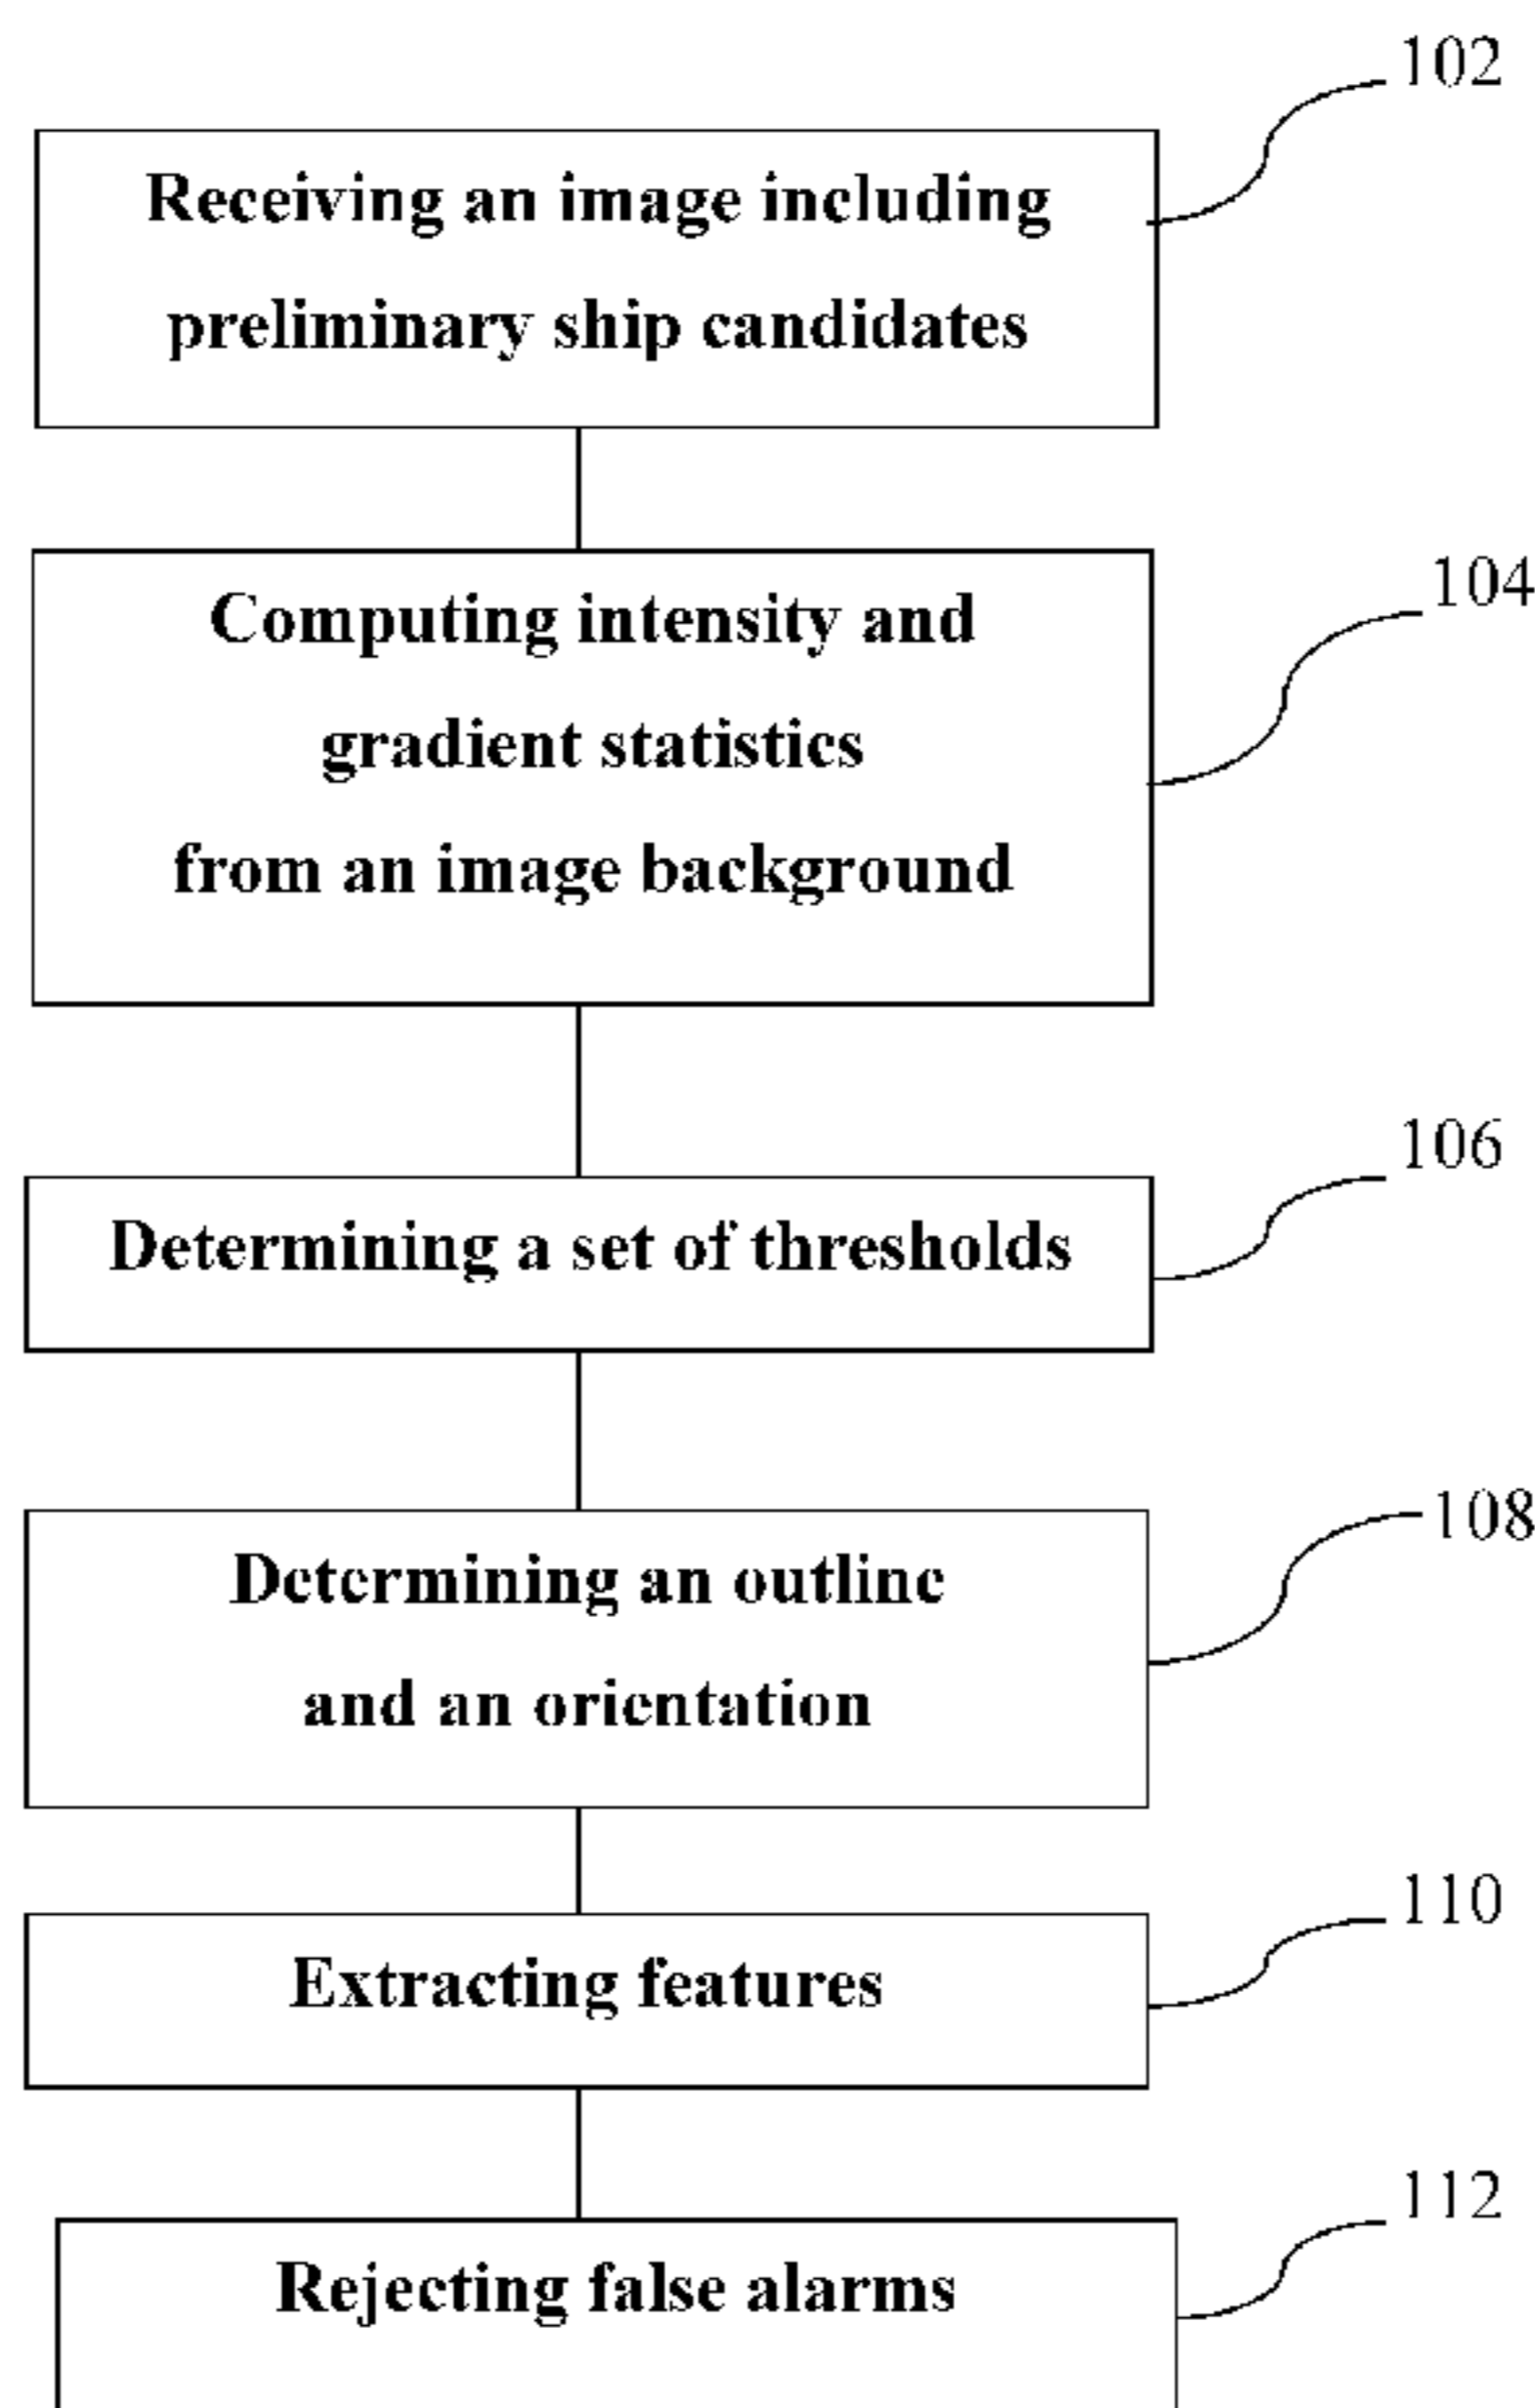 102
Receiving an image including
preliminary ship candidates
104
Computing intensity and
gradient statistics
from an image background
106
Determining a set of thresholds
108
Determining an outline
and an orientation
110
Extracting features
112
Rejecting false alarms